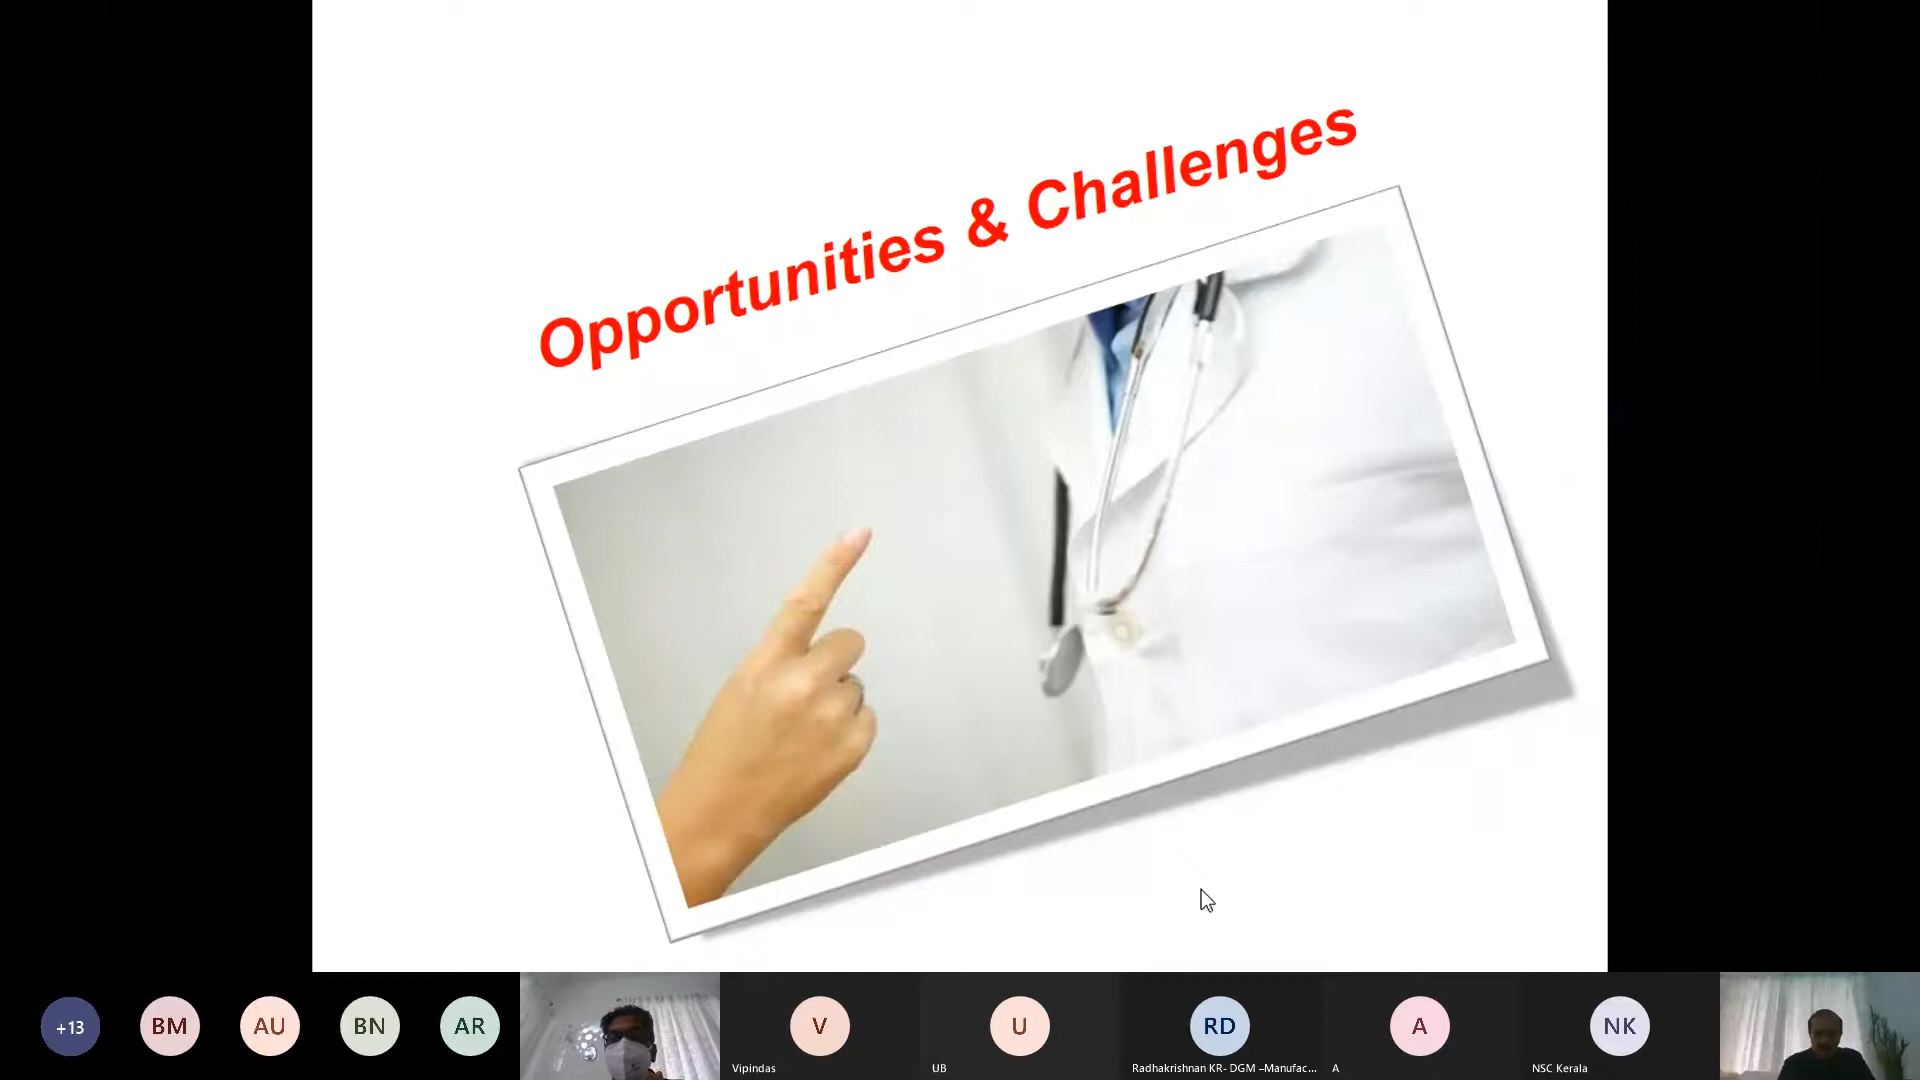 Opportunities & Challenges
+13
BM
AU
BN
AR
V
Vipindas
U
UB
RD
Radhakrishnan KR- DGM –Manufac...
A
A
NK
NSC Kerala